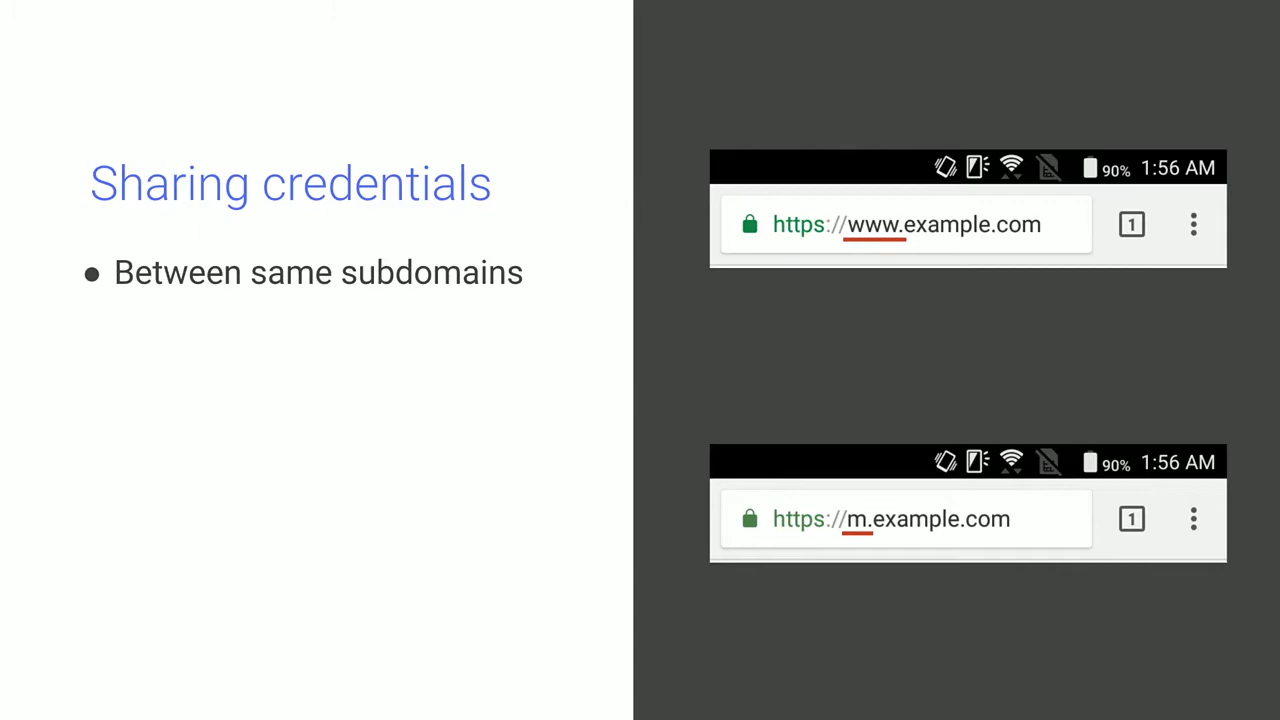 Sharing credentials
● Between same subdomains
90% 1:56 AM
https://www.example.com
1
90% 1:56 AM
https://m.example.com
1